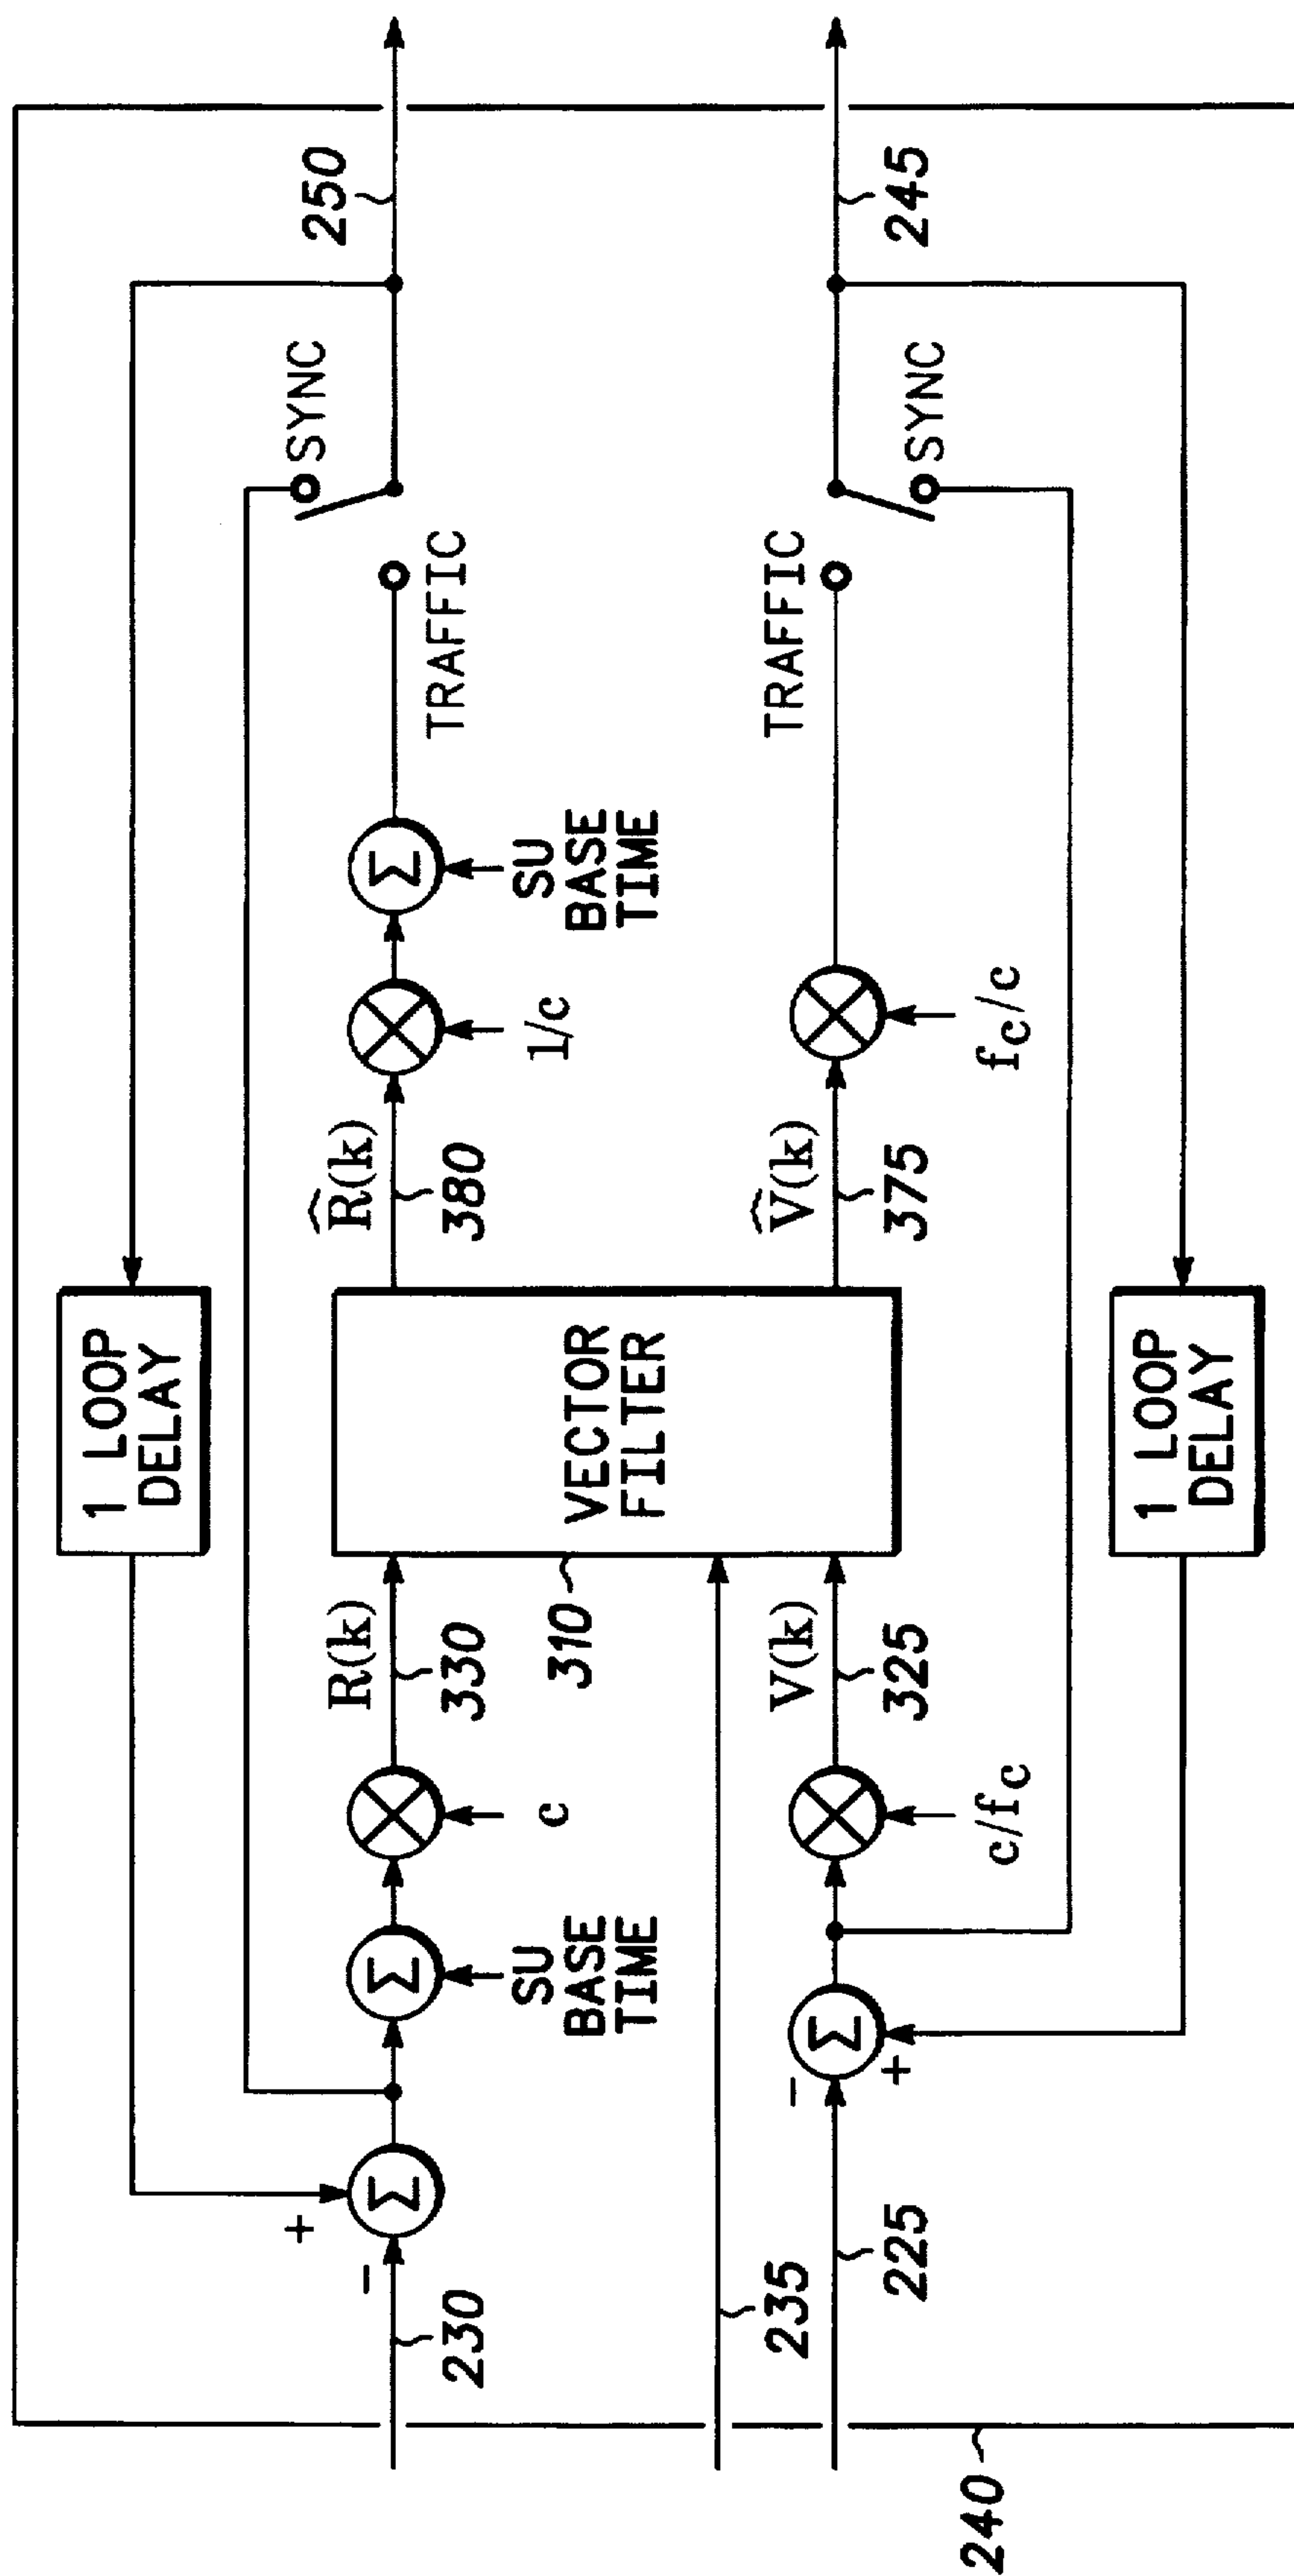 1 LOOP
DELAY
250
SYNC
+
-
230
SU
BASE
TIME
c
R(k)
330
R̂(k)
380
1/c
SU
BASE
TIME
TRAFFIC
VECTOR
FILTER
310
235
TRAFFIC
245
SYNC
-
+
225
c/fc
V(k)
325
V̂(k)
375
fc/c
1 LOOP
DELAY
240
Σ
Σ
Σ
Σ